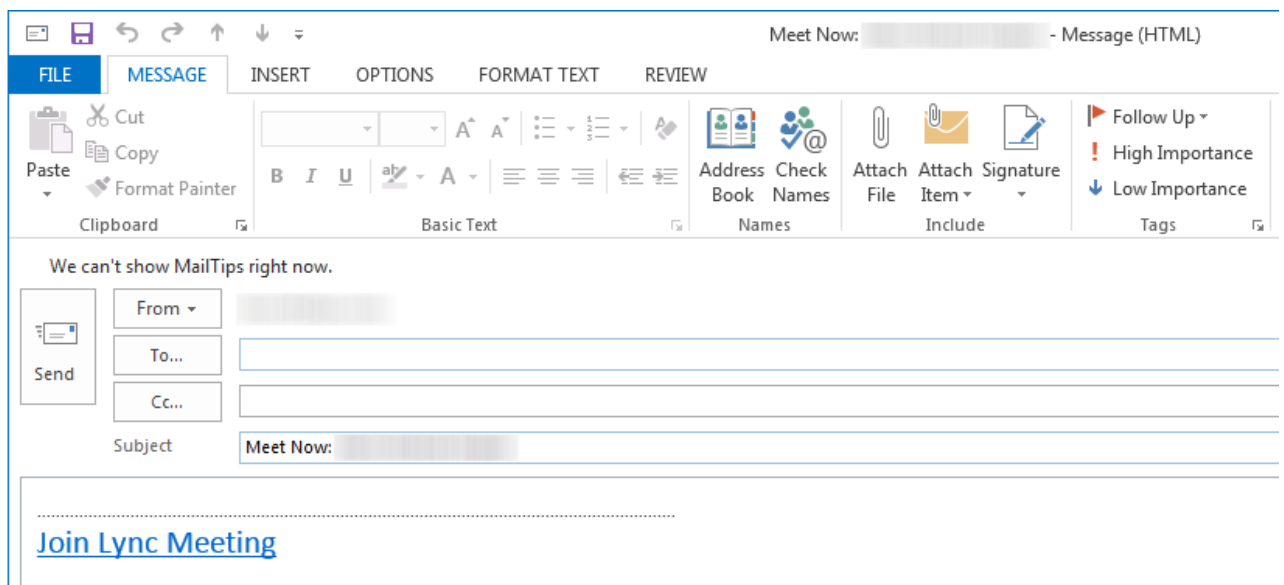 Meet Now: - Message (HTML)
FILE MESSAGE INSERT OPTIONS FORMAT TEXT REVIEW
Paste
Cut
Copy
Format Painter
Clipboard
A A
B I U aby A
Basic Text
Address Book
Check Names
Names
Attach File
Attach Item
Signature
Include
Follow Up
High Importance
Low Importance
Tags
We can't show MailTips right now.
Send
From
To...
Cc...
Subject Meet Now:
Join Lync Meeting